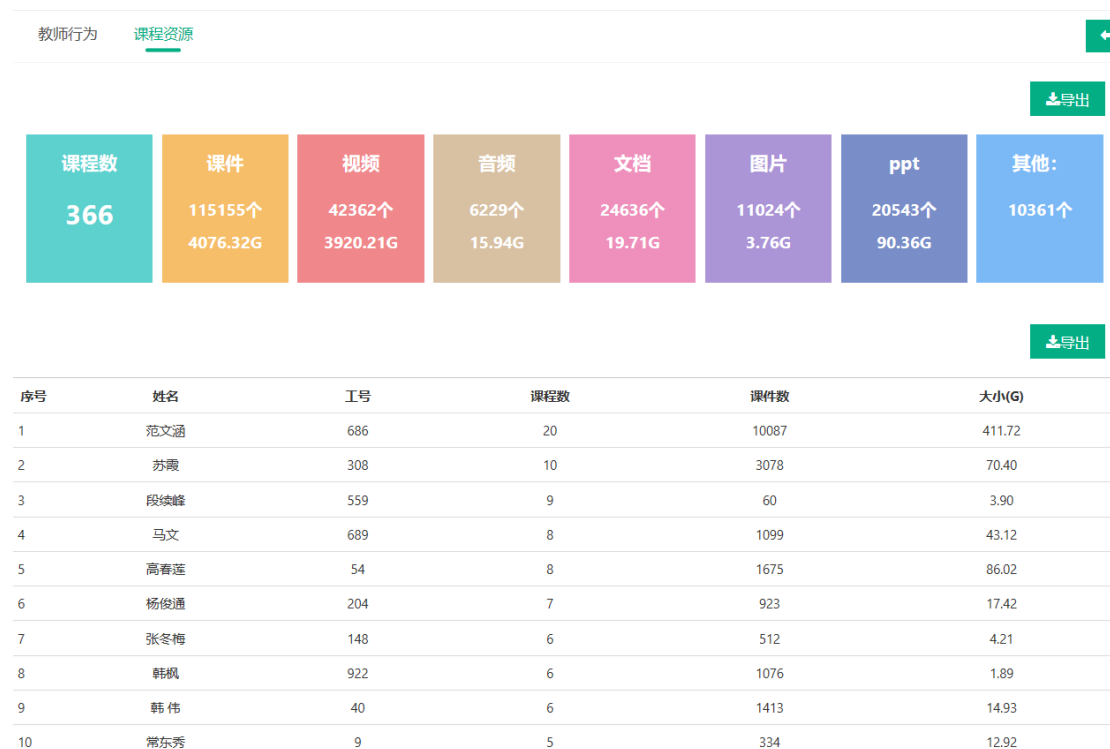 教师行为 课程资源
导出
课程数 课件 视频 音频 文档 图片 ppt 其他:
366 115155个 42362个 6229个 24636个 11024个 20543个 10361个
4076.32G 3920.21G 15.94G 19.71G 3.76G 90.36G
导出
序号 姓名 工号 课程数 课件数 大小(G)
1 范文涵 686 20 10087 411.72
2 苏霞 308 10 3078 70.40
3 段续峰 559 9 60 3.90
4 马文 689 8 1099 43.12
5 高春莲 54 8 1675 86.02
6 杨俊通 204 7 923 17.42
7 张冬梅 148 6 512 4.21
8 韩枫 922 6 1076 1.89
9 韩 伟 40 6 1413 14.93
10 常东秀 9 5 334 12.92